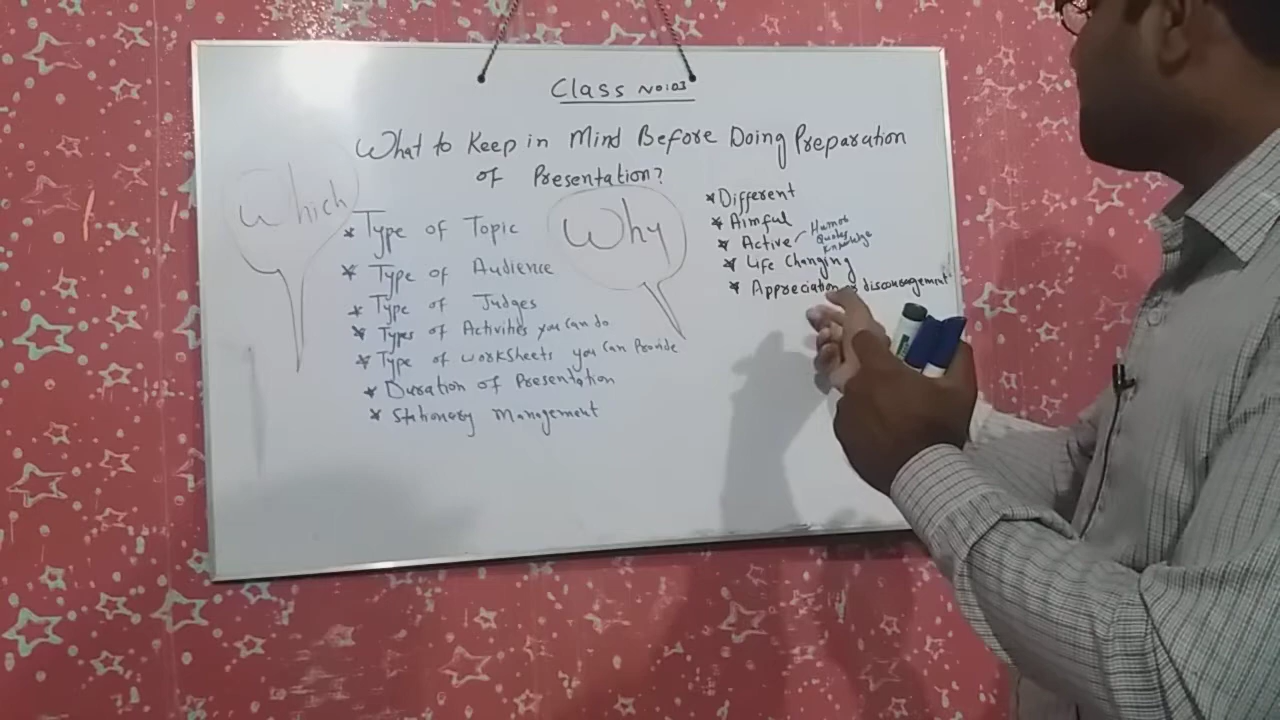 Class No:03
What to Keep in Mind Before Doing Preparation
of Presentation?
Which
* Type of Topic
* Type of Audience
* Type of Judges
* Types of Activities you can do
* Type of worksheets you can Provide
* Duration of Presentation
* Stationary Management
Why
* Different
* Aimful
* Active
Humor
Quotes
Knowledge
* Life Changing
* Appreciation or discouragement